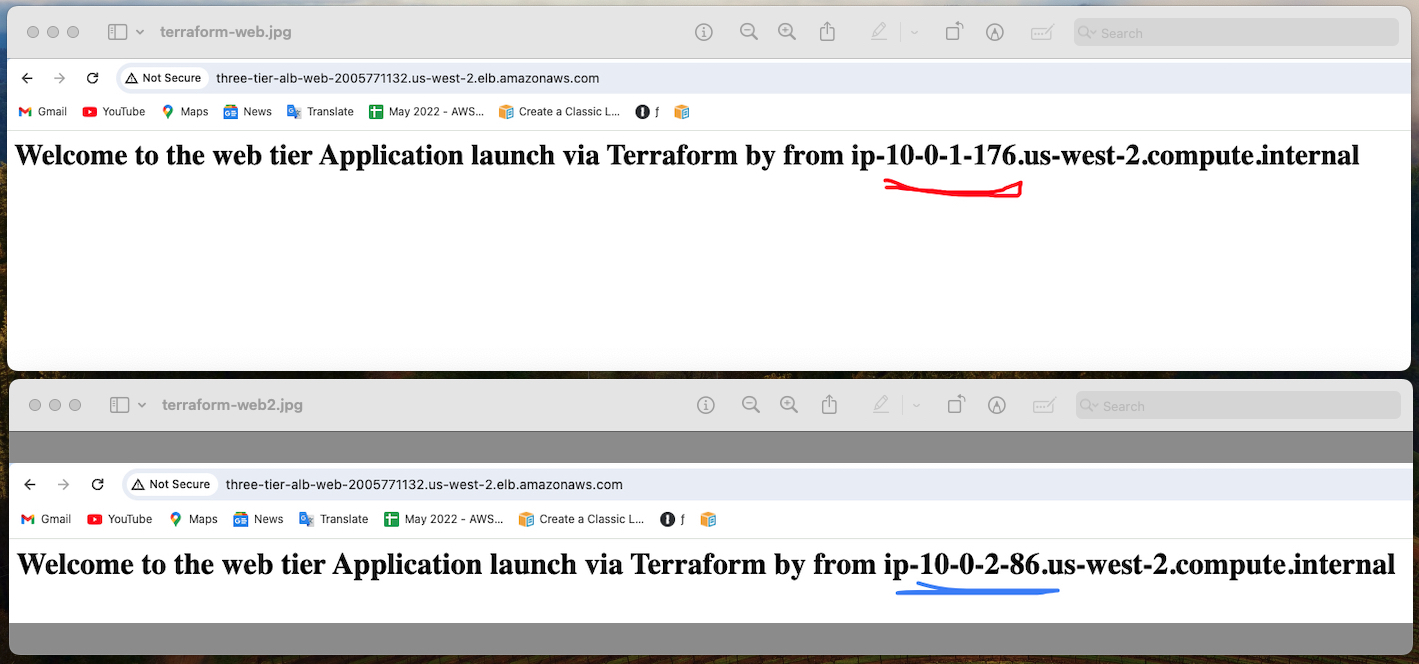 terraform-web.jpg
Search
Not Secure three-tier-alb-web-2005771132.us-west-2.elb.amazonaws.com
Gmail YouTube Maps News Translate May 2022 - AWS... Create a Classic L... f
Welcome to the web tier Application launch via Terraform by from ip-10-0-1-176.us-west-2.compute.internal
terraform-web2.jpg
Search
Not Secure three-tier-alb-web-2005771132.us-west-2.elb.amazonaws.com
Gmail YouTube Maps News Translate May 2022 - AWS... Create a Classic L... f
Welcome to the web tier Application launch via Terraform by from ip-10-0-2-86.us-west-2.compute.internal